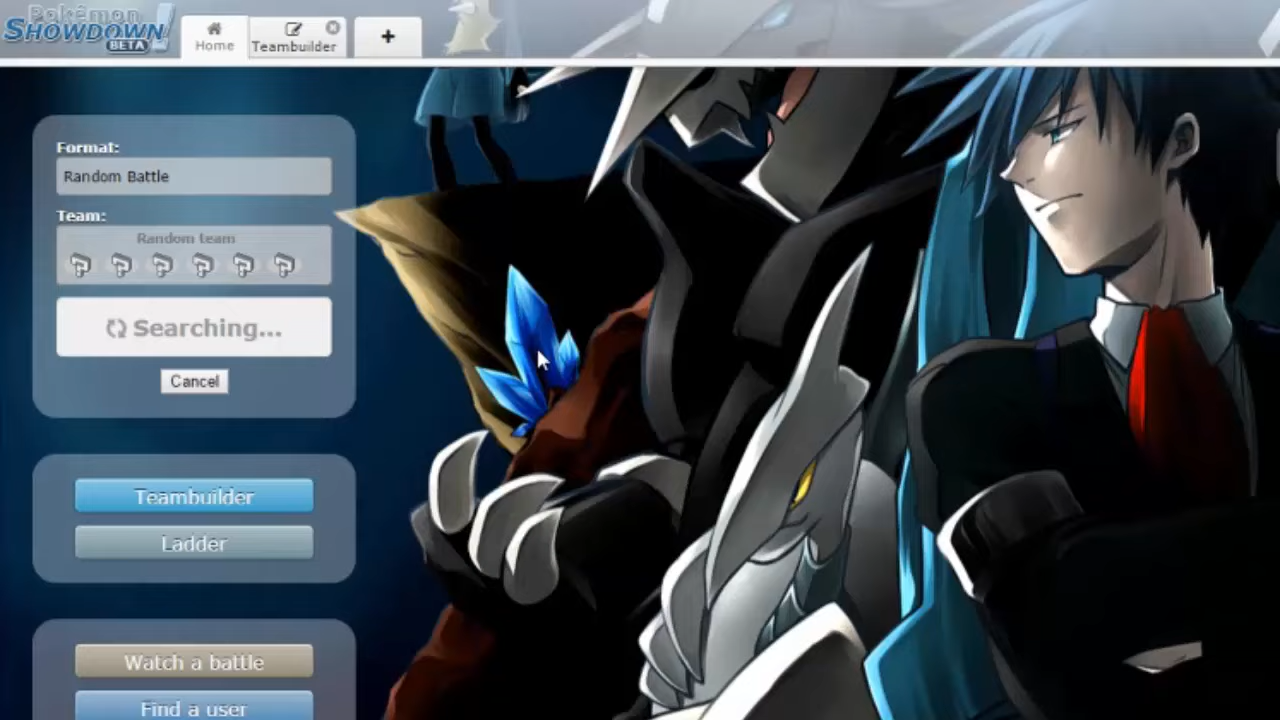 Pokémon
SHOWDOWN!
BETA
Home
Teambuilder
Format:
Random Battle
Team:
Random team
Searching...
Cancel
Teambuilder
Ladder
Watch a battle
Find a user